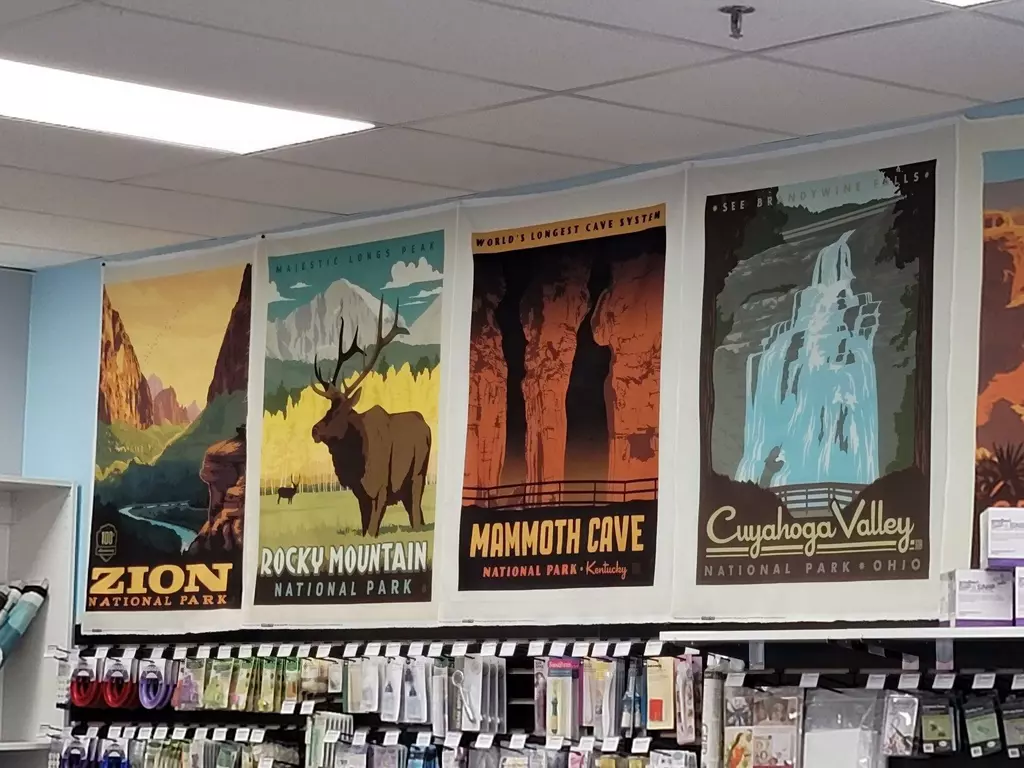 100
ZION
NATIONAL PARK
MAJESTIC LONGS PEAK
ROCKY MOUNTAIN
NATIONAL PARK
WORLD'S LONGEST CAVE SYSTEM
MAMMOTH CAVE
NATIONAL PARK • Kentucky
• SEE BRANDYWINE FALLS •
Cuyahoga Valley
NATIONAL PARK • OHIO